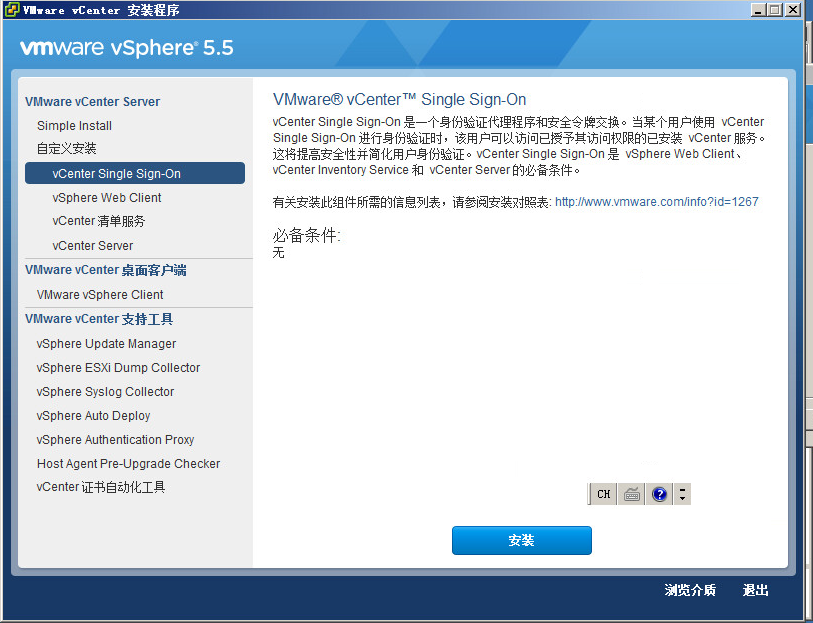 VMware vCenter 安装程序
vmware vSphere® 5.5
VMware vCenter Server
Simple Install
自定义安装
vCenter Single Sign-On
vSphere Web Client
vCenter 清单服务
vCenter Server
VMware vCenter 桌面客户端
VMware vSphere Client
VMware vCenter 支持工具
vSphere Update Manager
vSphere ESXi Dump Collector
vSphere Syslog Collector
vSphere Auto Deploy
vSphere Authentication Proxy
Host Agent Pre-Upgrade Checker
vCenter 证书自动化工具
VMware® vCenter™ Single Sign-On
vCenter Single Sign-On 是一个身份验证代理程序和安全令牌交换。当某个用户使用 vCenter
Single Sign-On 进行身份验证时，该用户可以访问已授予其访问权限的已安装 vCenter 服务。
这将提高安全性并简化用户身份验证。vCenter Single Sign-On 是 vSphere Web Client、
vCenter Inventory Service 和 vCenter Server 的必备条件。
有关安装此组件所需的信息列表，请参阅安装对照表: http://www.vmware.com/info?id=1267
必备条件:
无
CH
安装
浏览介质 退出